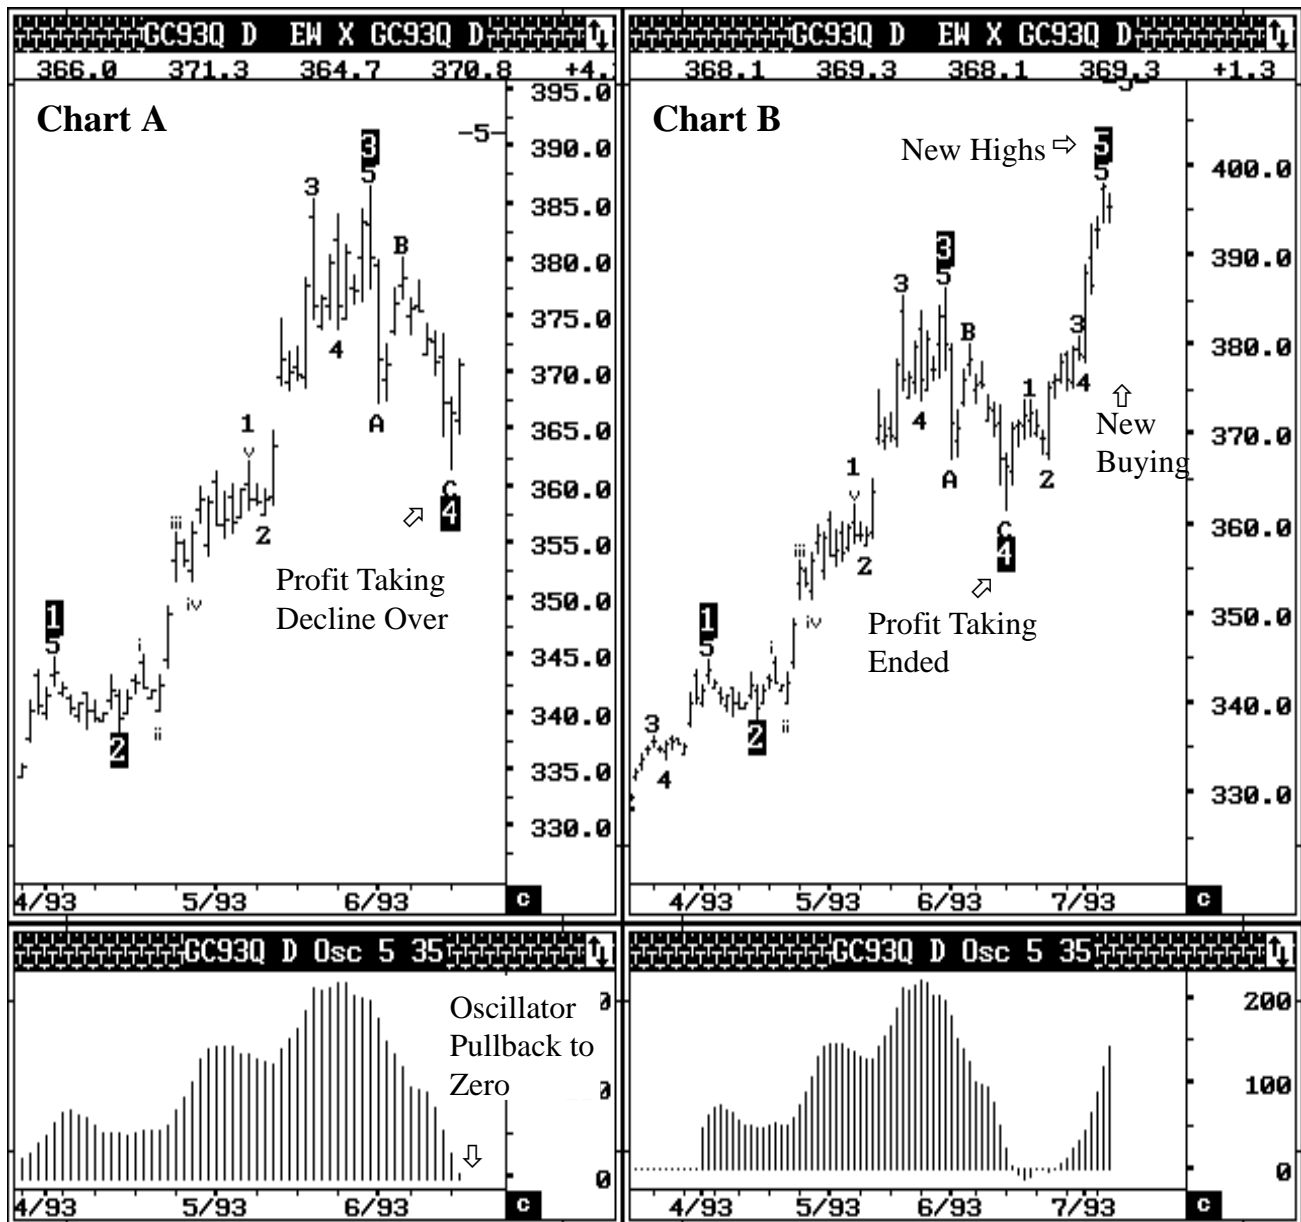 GC93Q D EW X GC93Q D
366.0 371.3 364.7 370.8 +4.
Chart A
395.0
390.0
385.0
380.0
375.0
370.0
365.0
360.0
355.0
350.0
345.0
340.0
335.0
330.0
5
3
5
3
B
4
A
1
v
2
C
4
iii
iv
Profit Taking
Decline Over
1
5
i
2
ii
4/93 5/93 6/93 c
GC93Q D Osc 5 35
Oscillator
Pullback to
Zero
0
0
0
4/93 5/93 6/93 c
GC93Q D EW X GC93Q D
368.1 369.3 368.1 369.3 +1.3
Chart B
5
New Highs
5
5
400.0
390.0
380.0
370.0
360.0
350.0
340.0
330.0
3
5
3
B
3
4
4
1
A
2
New
Buying
1
v
2
C
4
iii
iv
Profit Taking
Ended
1
5
i
2
ii
3
4
4/93 5/93 6/93 7/93 c
GC93Q D Osc 5 35
200
100
0
4/93 5/93 6/93 7/93 c